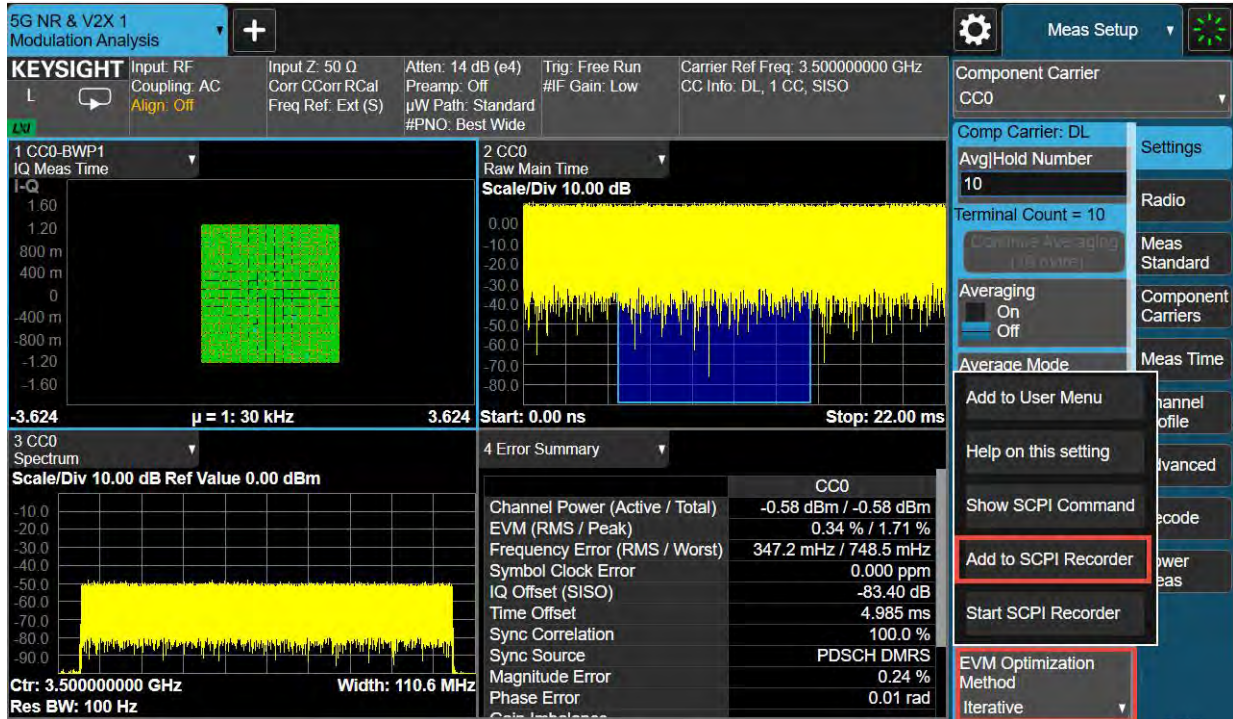 5G NR & V2X 1
Modulation Analysis
+
Meas Setup
KEYSIGHT
L
LXI
Input: RF
Coupling: AC
Align: Off
Input Z: 50 Ω
Corr CCorr RCal
Freq Ref: Ext (S)
Atten: 14 dB (e4)
Preamp: Off
µW Path: Standard
#PNO: Best Wide
Trig: Free Run
#IF Gain: Low
Carrier Ref Freq: 3.500000000 GHz
CC Info: DL, 1 CC, SISO
1 CC0-BWP1
IQ Meas Time
I-Q
1.60
1.20
800 m
400 m
0
-400 m
-800 m
-1.20
-1.60
-3.624 µ = 1: 30 kHz 3.624
2 CC0
Raw Main Time
Scale/Div 10.00 dB
0.00
-10.0
-20.0
-30.0
-40.0
-50.0
-60.0
-70.0
-80.0
Start: 0.00 ns Stop: 22.00 ms
3 CC0
Spectrum
Scale/Div 10.00 dB Ref Value 0.00 dBm
-10.0
-20.0
-30.0
-40.0
-50.0
-60.0
-70.0
-80.0
-90.0
Ctr: 3.500000000 GHz Width: 110.6 MHz
Res BW: 100 Hz
4 Error Summary
CC0
Channel Power (Active / Total) -0.58 dBm / -0.58 dBm
EVM (RMS / Peak) 0.34 % / 1.71 %
Frequency Error (RMS / Worst) 347.2 mHz / 748.5 mHz
Symbol Clock Error 0.000 ppm
IQ Offset (SISO) -83.40 dB
Time Offset 4.985 ms
Sync Correlation 100.0 %
Sync Source PDSCH DMRS
Magnitude Error 0.24 %
Phase Error 0.01 rad
Component Carrier
CC0
Comp Carrier: DL
Avg|Hold Number
10
Terminal Count = 10
Continue Averaging
Averaging
On
Off
Average Mode
Add to User Menu
Help on this setting
Show SCPI Command
Add to SCPI Recorder
Start SCPI Recorder
EVM Optimization
Method
Iterative
Settings
Radio
Meas
Standard
Component
Carriers
Meas Time
hannel
ofile
dvanced
ecode
ower
eas